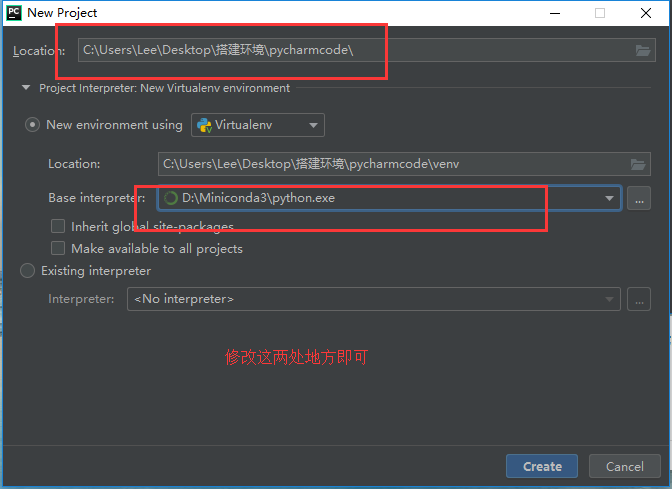 PC New Project
Location: C:\Users\Lee\Desktop\搭建环境\pycharmcode\
Project Interpreter: New Virtualenv environment
New environment using Virtualenv
Location: C:\Users\Lee\Desktop\搭建环境\pycharmcode\venv
Base interpreter: D:\Miniconda3\python.exe ...
Inherit global site-packages
Make available to all projects
Existing interpreter
Interpreter: <No interpreter> ...
修改这两处地方即可
Create Cancel